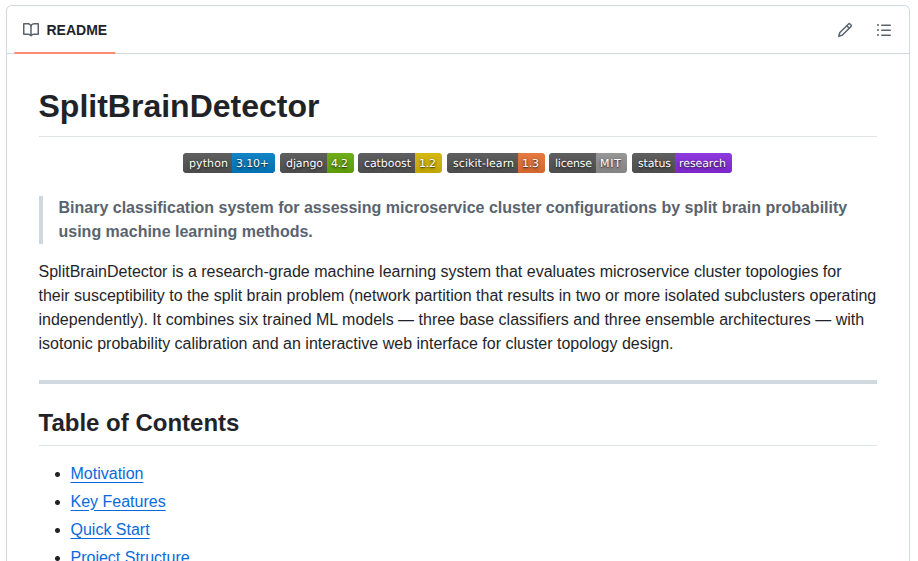 README
SplitBrainDetector
python 3.10+ django 4.2 catboost 1.2 scikit-learn 1.3 license MIT status research
Binary classification system for assessing microservice cluster configurations by split brain probability
using machine learning methods.
SplitBrainDetector is a research-grade machine learning system that evaluates microservice cluster topologies for
their susceptibility to the split brain problem (network partition that results in two or more isolated subclusters operating
independently). It combines six trained ML models — three base classifiers and three ensemble architectures — with
isotonic probability calibration and an interactive web interface for cluster topology design.
Table of Contents
Motivation
Key Features
Quick Start
Project Structure